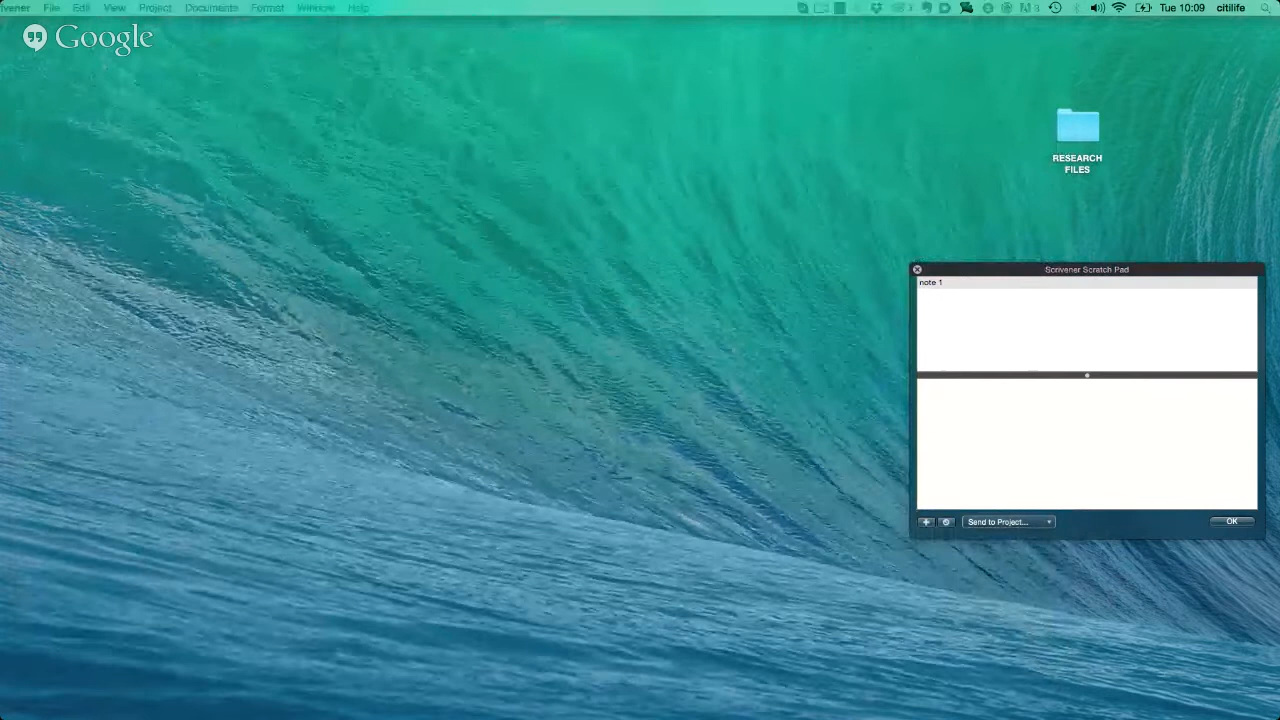 ivener File Edit View Project Documents Format Window Help
Tue 10:09 citilife
Google
RESEARCH
FILES
Scrivener Scratch Pad
note 1
Send to Project...
OK